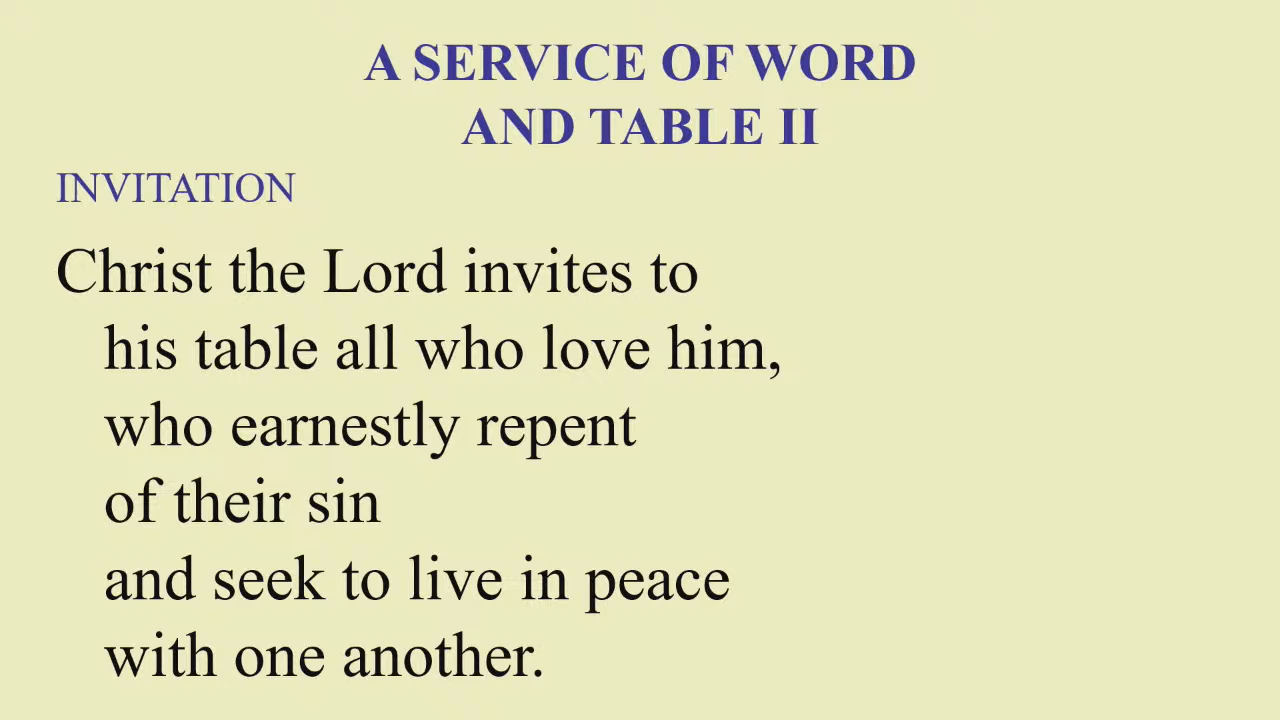 A SERVICE OF WORD
AND TABLE II
INVITATION
Christ the Lord invites to
his table all who love him,
who earnestly repent
of their sin
and seek to live in peace
with one another.